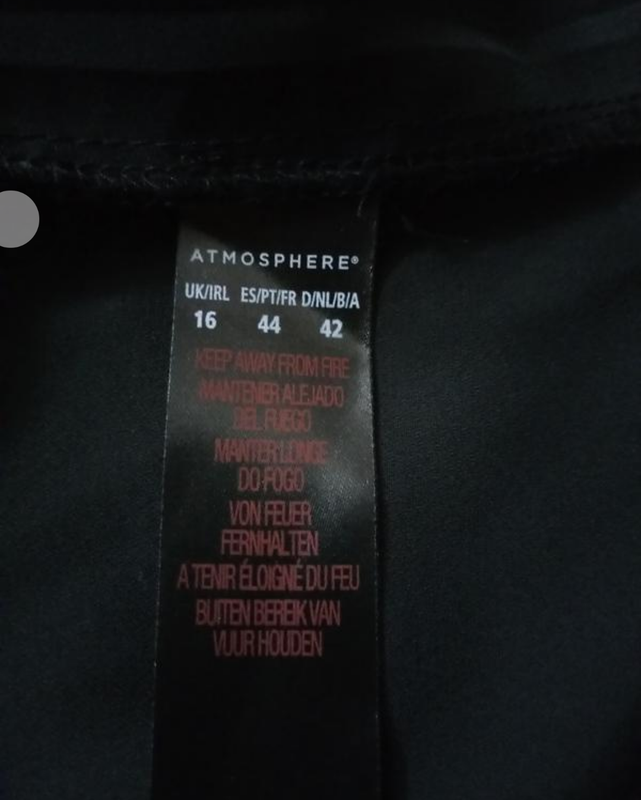 ATMOSPHERE®
UK/IRL ES/PT/FR D/NL/B/A
16 44 42
KEEP AWAY FROM FIRE
MANTENER ALEJADO
DEL FUEGO
MANTER LONGE
DO FOGO
VON FEUER
FERNHALTEN
A TENIR ÉLOIGNÉ DU FEU
BUITEN BEREIK VAN
VUUR HOUDEN